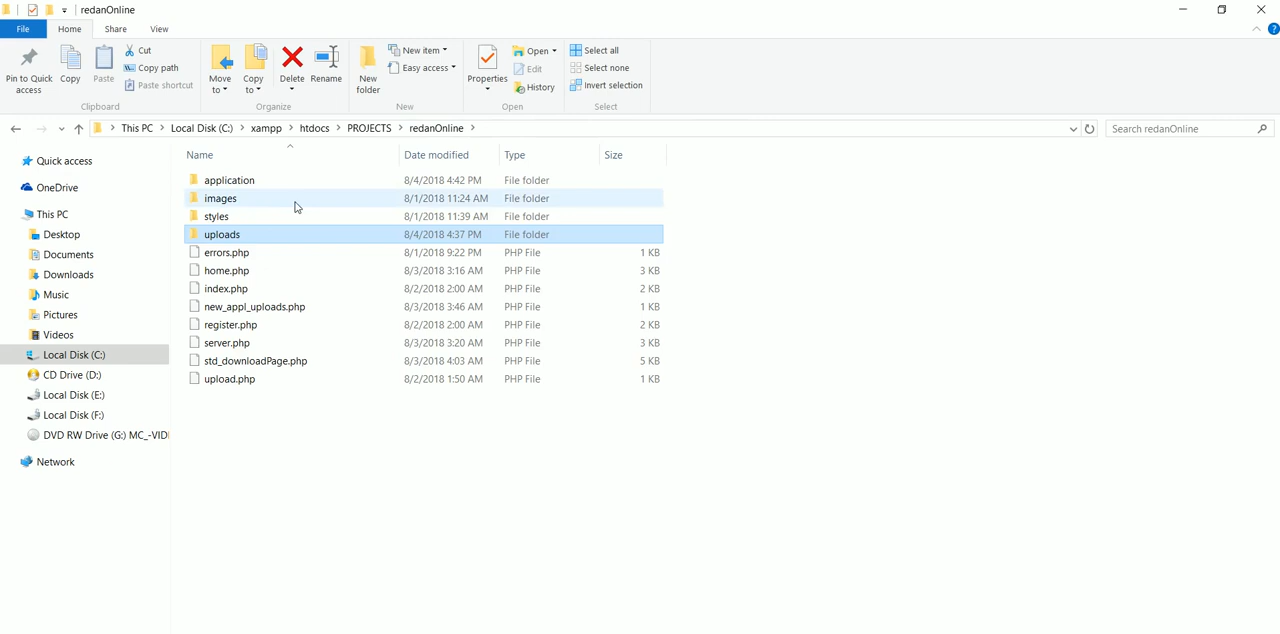 redanOnline
File Home Share View
Pin to Quick access
Copy
Paste
Cut
Copy path
Paste shortcut
Clipboard
Move to
Copy to
Delete
Rename
Organize
New folder
New item
Easy access
New
Properties
Open
Edit
History
Open
Select all
Select none
Invert selection
Select
This PC > Local Disk (C:) > xampp > htdocs > PROJECTS > redanOnline >
Search redanOnline
Quick access
OneDrive
This PC
Desktop
Documents
Downloads
Music
Pictures
Videos
Local Disk (C:)
CD Drive (D:)
Local Disk (E:)
Local Disk (F:)
DVD RW Drive (G:) MC_-VID
Network
Name Date modified Type Size
application 8/4/2018 4:42 PM File folder
images 8/1/2018 11:24 AM File folder
styles 8/1/2018 11:39 AM File folder
uploads 8/4/2018 4:37 PM File folder
errors.php 8/1/2018 9:22 PM PHP File 1 KB
home.php 8/3/2018 3:16 AM PHP File 3 KB
index.php 8/2/2018 2:00 AM PHP File 2 KB
new_appl_uploads.php 8/3/2018 3:46 AM PHP File 1 KB
register.php 8/2/2018 2:00 AM PHP File 2 KB
server.php 8/3/2018 3:20 AM PHP File 3 KB
std_downloadPage.php 8/3/2018 4:03 AM PHP File 5 KB
upload.php 8/2/2018 1:50 AM PHP File 1 KB